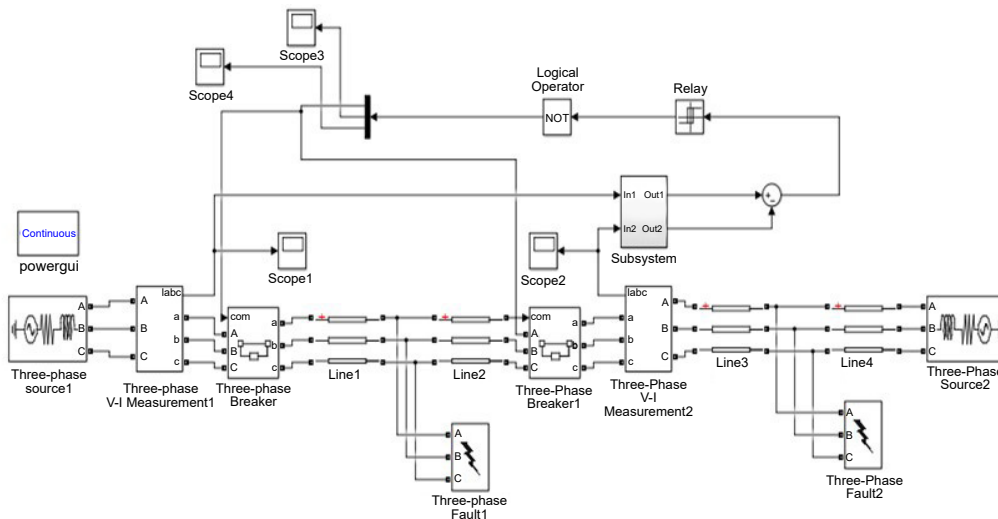 Scope3
Scope4
Logical
Operator
NOT
Relay
In1 Out1
In2 Out2
Subsystem
+
-
Continuous
powergui
Scope1
Scope2
A
B
C
Three-phase
source1
Iabc
A
a
B
b
C
c
Three-phase
V-I Measurement1
com
A
a
B
b
C
c
Three-phase
Breaker
+
Line1
+
Line2
com
A
a
B
b
C
c
Three-Phase
Breaker1
Iabc
A
a
B
b
C
c
Three-Phase
V-I
Measurement2
+
Line3
+
Line4
A
B
C
Three-Phase
Source2
A
B
C
Three-phase
Fault1
A
B
C
Three-Phase
Fault2